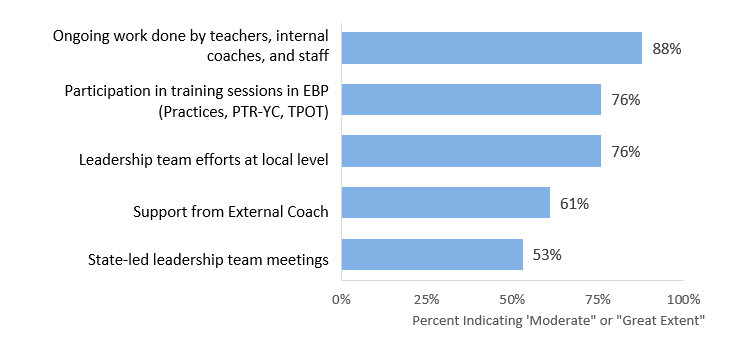 Ongoing work done by teachers, internal
coaches, and staff
88%
Participation in training sessions in EBP
(Practices, PTR-YC, TPOT)
76%
Leadership team efforts at local level
76%
Support from External Coach
61%
State-led leadership team meetings
53%
0% 25% 50% 75% 100%
Percent Indicating 'Moderate" or "Great Extent"